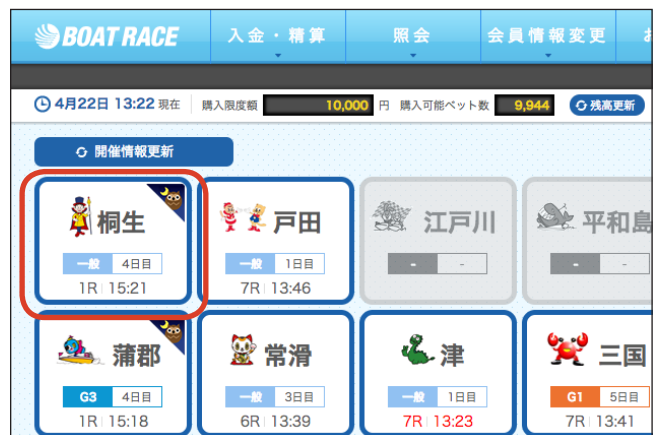 BOAT RACE 入金・精算 照会 会員情報変更
4月22日 13:22 現在 購入限度額 10,000 円 購入可能ベット数 9,944 残高更新
開催情報更新
桐生 戸田 江戸川 平和島
一般 4日目 一般 1日目 - - - -
1R 15:21 7R 13:46
蒲郡 常滑 津 三国
G3 4日目 一般 3日目 一般 1日目 G1 5日目
1R 15:18 6R 13:39 7R 13:23 7R 13:41